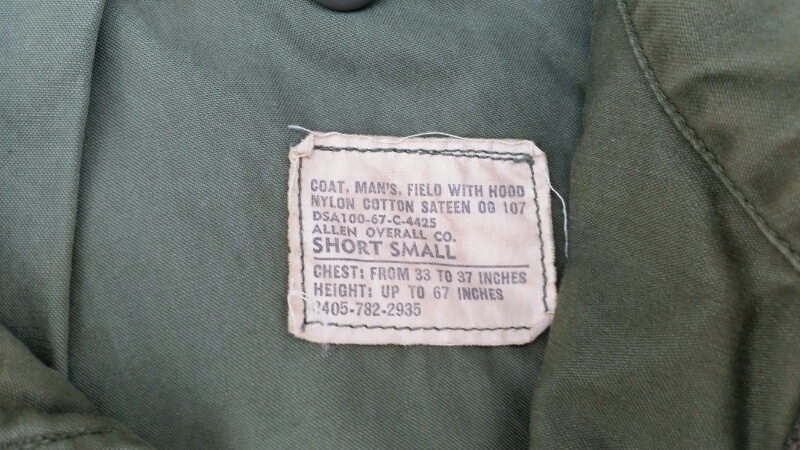 COAT, MAN'S, FIELD WITH HOOD
NYLON COTTON SATEEN OG 107
DSA100-67-C-4425
ALLEN OVERALL CO.
SHORT SMALL
CHEST: FROM 33 TO 37 INCHES
HEIGHT: UP TO 67 INCHES
8405-782-2935